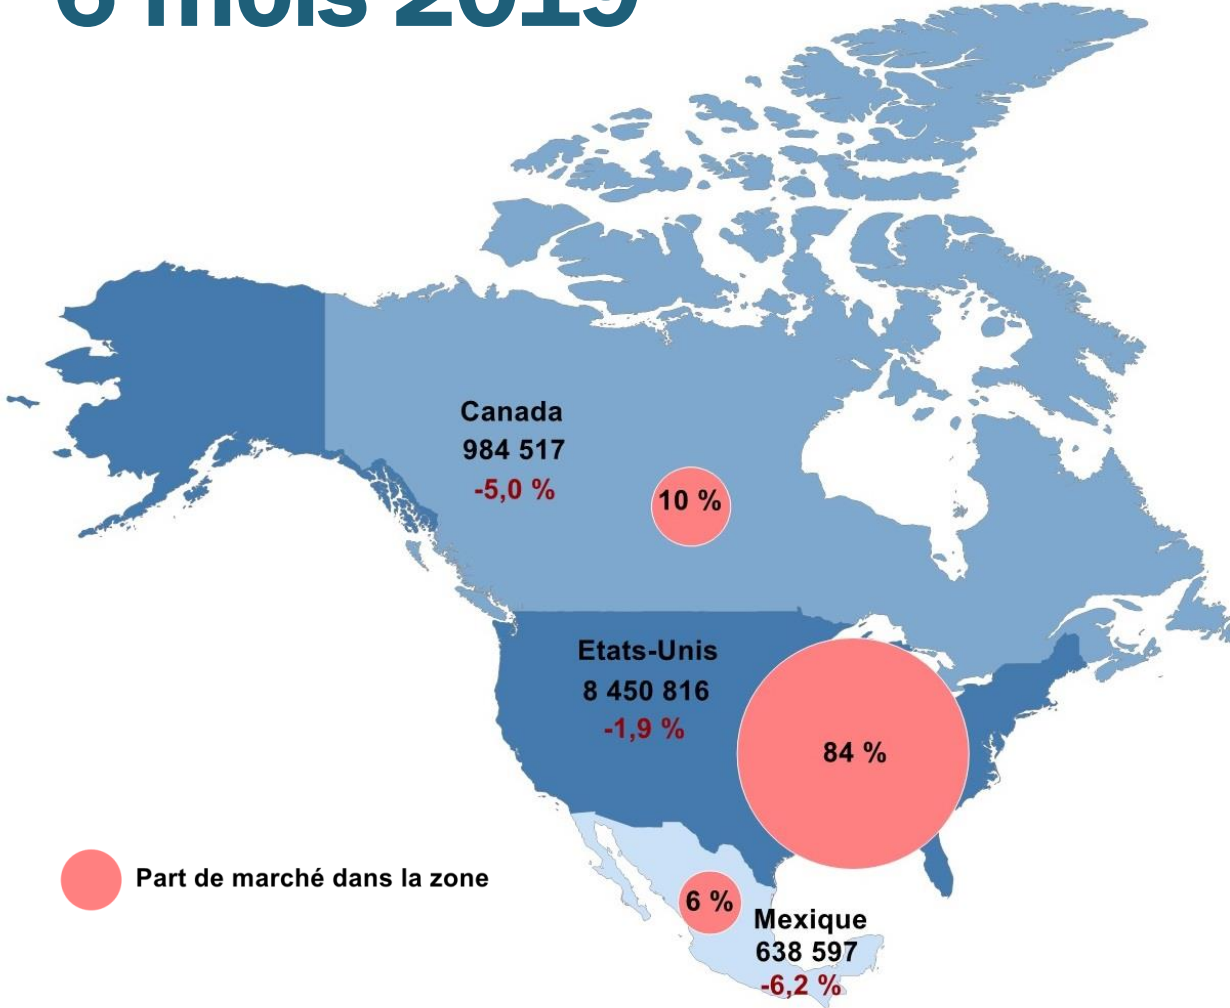 6 mois 2019
Canada
984 517
-5,0 %
10 %
Etats-Unis
8 450 816
-1,9 %
84 %
Part de marché dans la zone
6 %
Mexique
638 597
-6,2 %